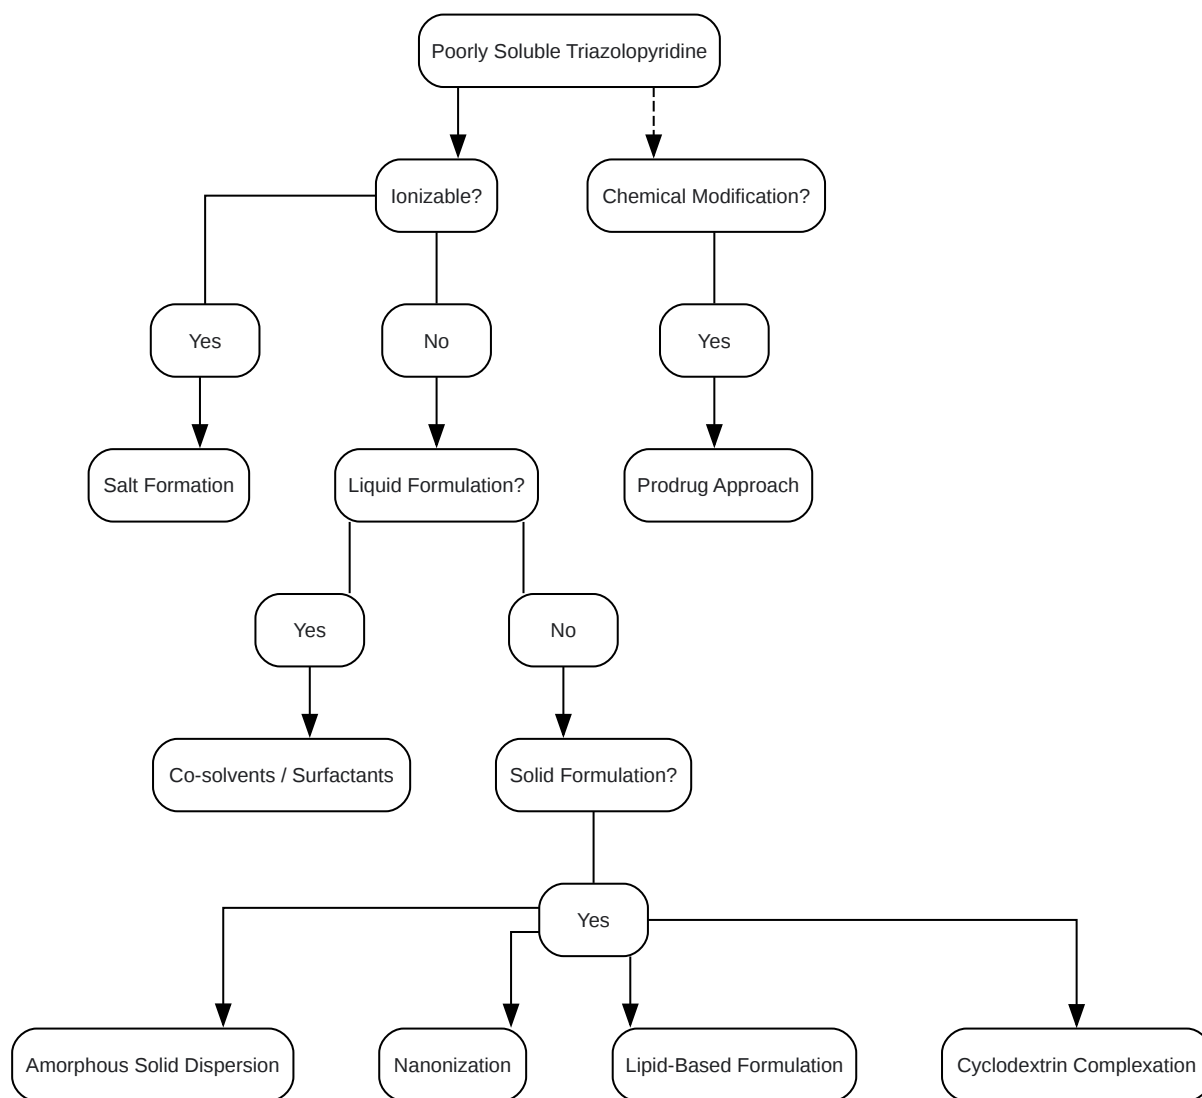 Poorly Soluble Triazolopyridine
Ionizable?
Chemical Modification?
Yes
No
Yes
Salt Formation
Liquid Formulation?
Prodrug Approach
Yes
No
Co-solvents / Surfactants
Solid Formulation?
Yes
Amorphous Solid Dispersion
Nanonization
Lipid-Based Formulation
Cyclodextrin Complexation